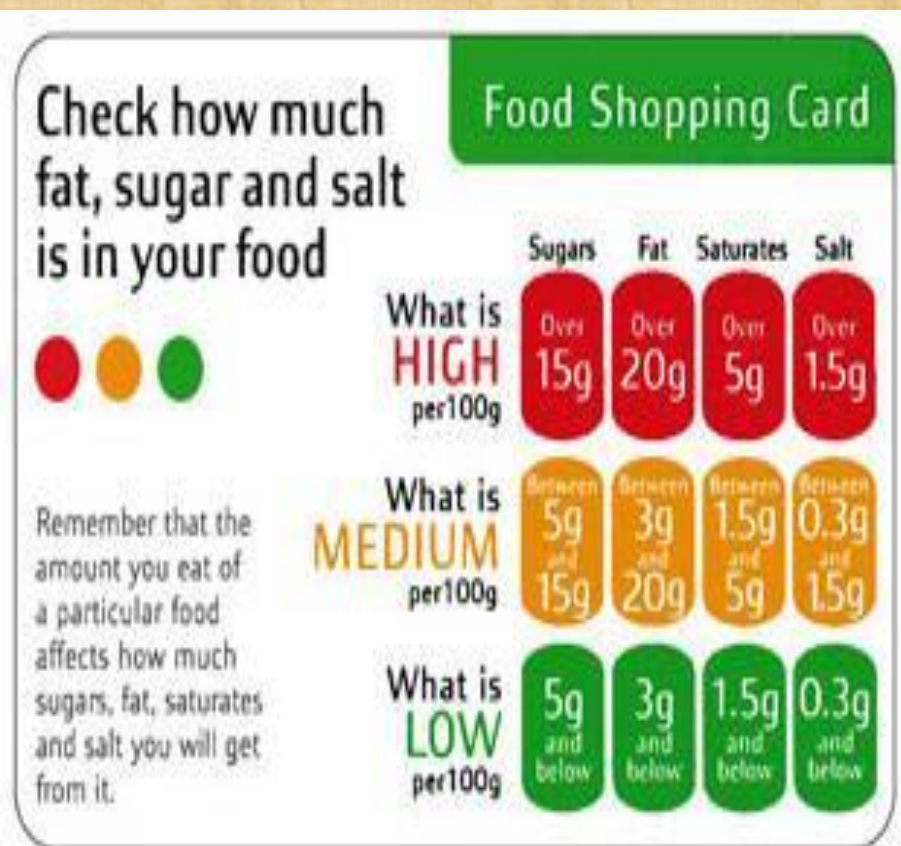 Check how much
fat, sugar and salt
is in your food
Food Shopping Card
Sugars Fat Saturates Salt
What is
HIGH
per100g
Over Over Over Over
15g 20g 5g 1.5g
What is
MEDIUM
per100g
Between Between Between Between
5g 3g 1.5g 0.3g
and and and and
15g 20g 5g 1.5g
What is
LOW
per100g
5g 3g 1.5g 0.3g
and and and and
below below below below
Remember that the
amount you eat of
a particular food
affects how much
sugars, fat, saturates
and salt you will get
from it.